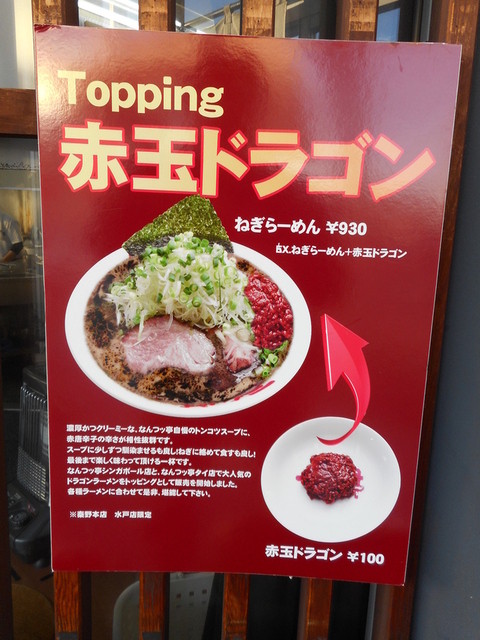 Topping
赤玉ドラゴン
ねぎらーめん ¥930
EX.ねぎらーめん+赤玉ドラゴン
濃厚かつクリーミーな、なんつッ亭自慢のトンコツスープに、
赤唐辛子の辛さが相性抜群です。
スープに少しずつ馴染ませるも良し!ねぎに絡めて食すも良し!
最後まで楽しく味わって頂ける一杯です。
なんつッ亭シンガポール店と、なんつッ亭タイ店で大人気の
ドラゴンラーメンをトッピングとして販売を開始しました。
各種ラーメンに合わせて是非、堪能して下さい。
※秦野本店 水戸店限定
赤玉ドラゴン ¥100